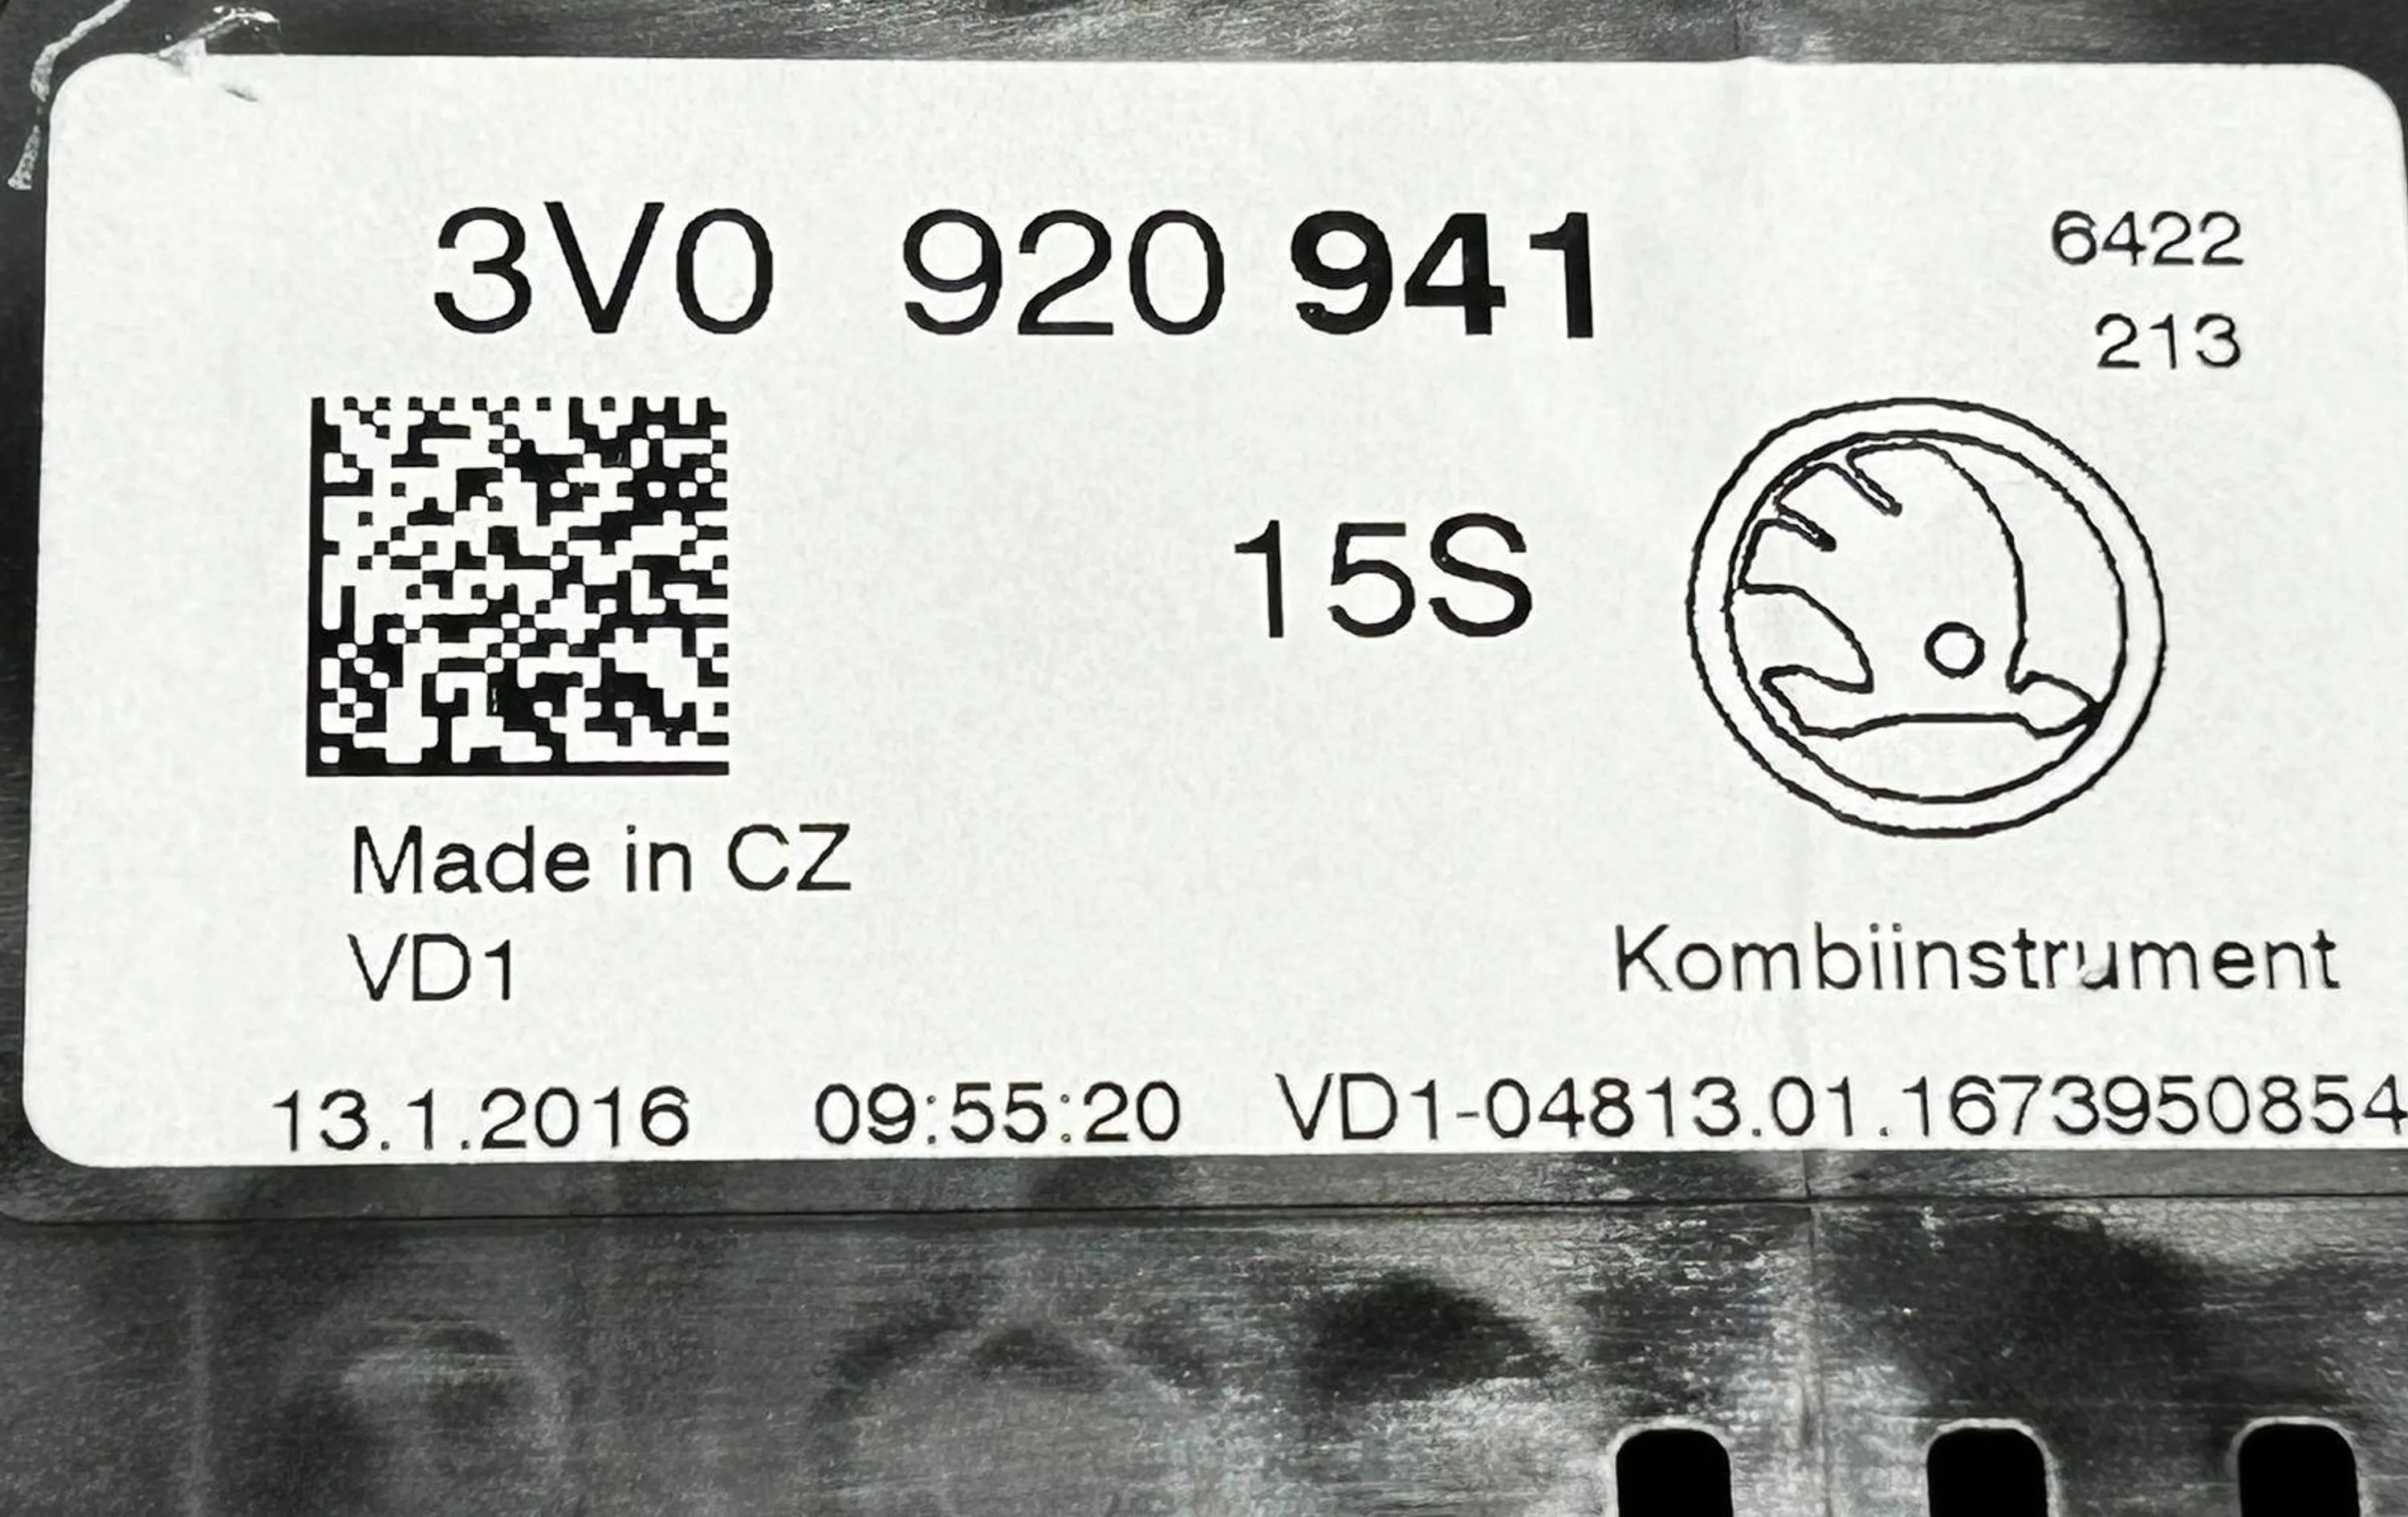 3V0 920 941
6422
213
15S
Made in CZ
VD1
Kombiinstrument
13.1.2016 09:55:20 VD1-04813.01.1673950854